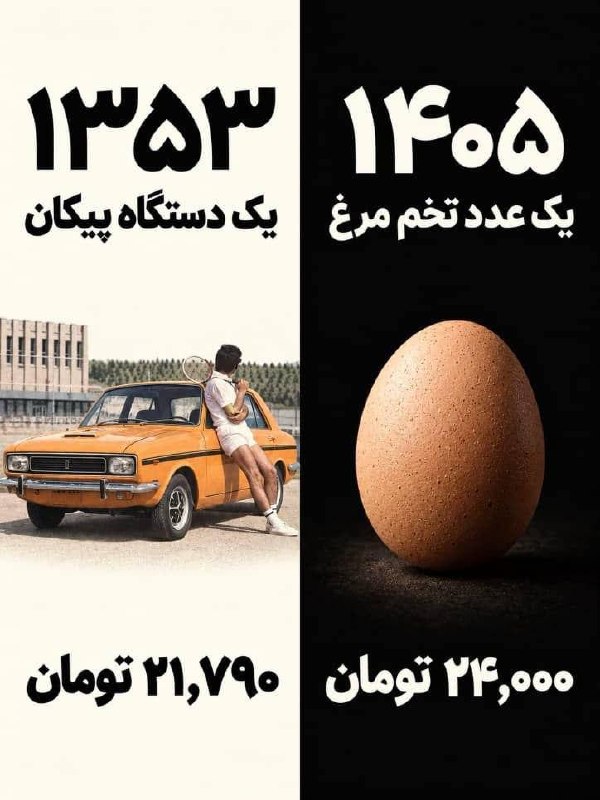 ۱۳۵۳
یک دستگاه پیکان
۲۱,۷۹۰ تومان
۱۴۰۵
یک عدد تخم مرغ
۲۴,۰۰۰ تومان